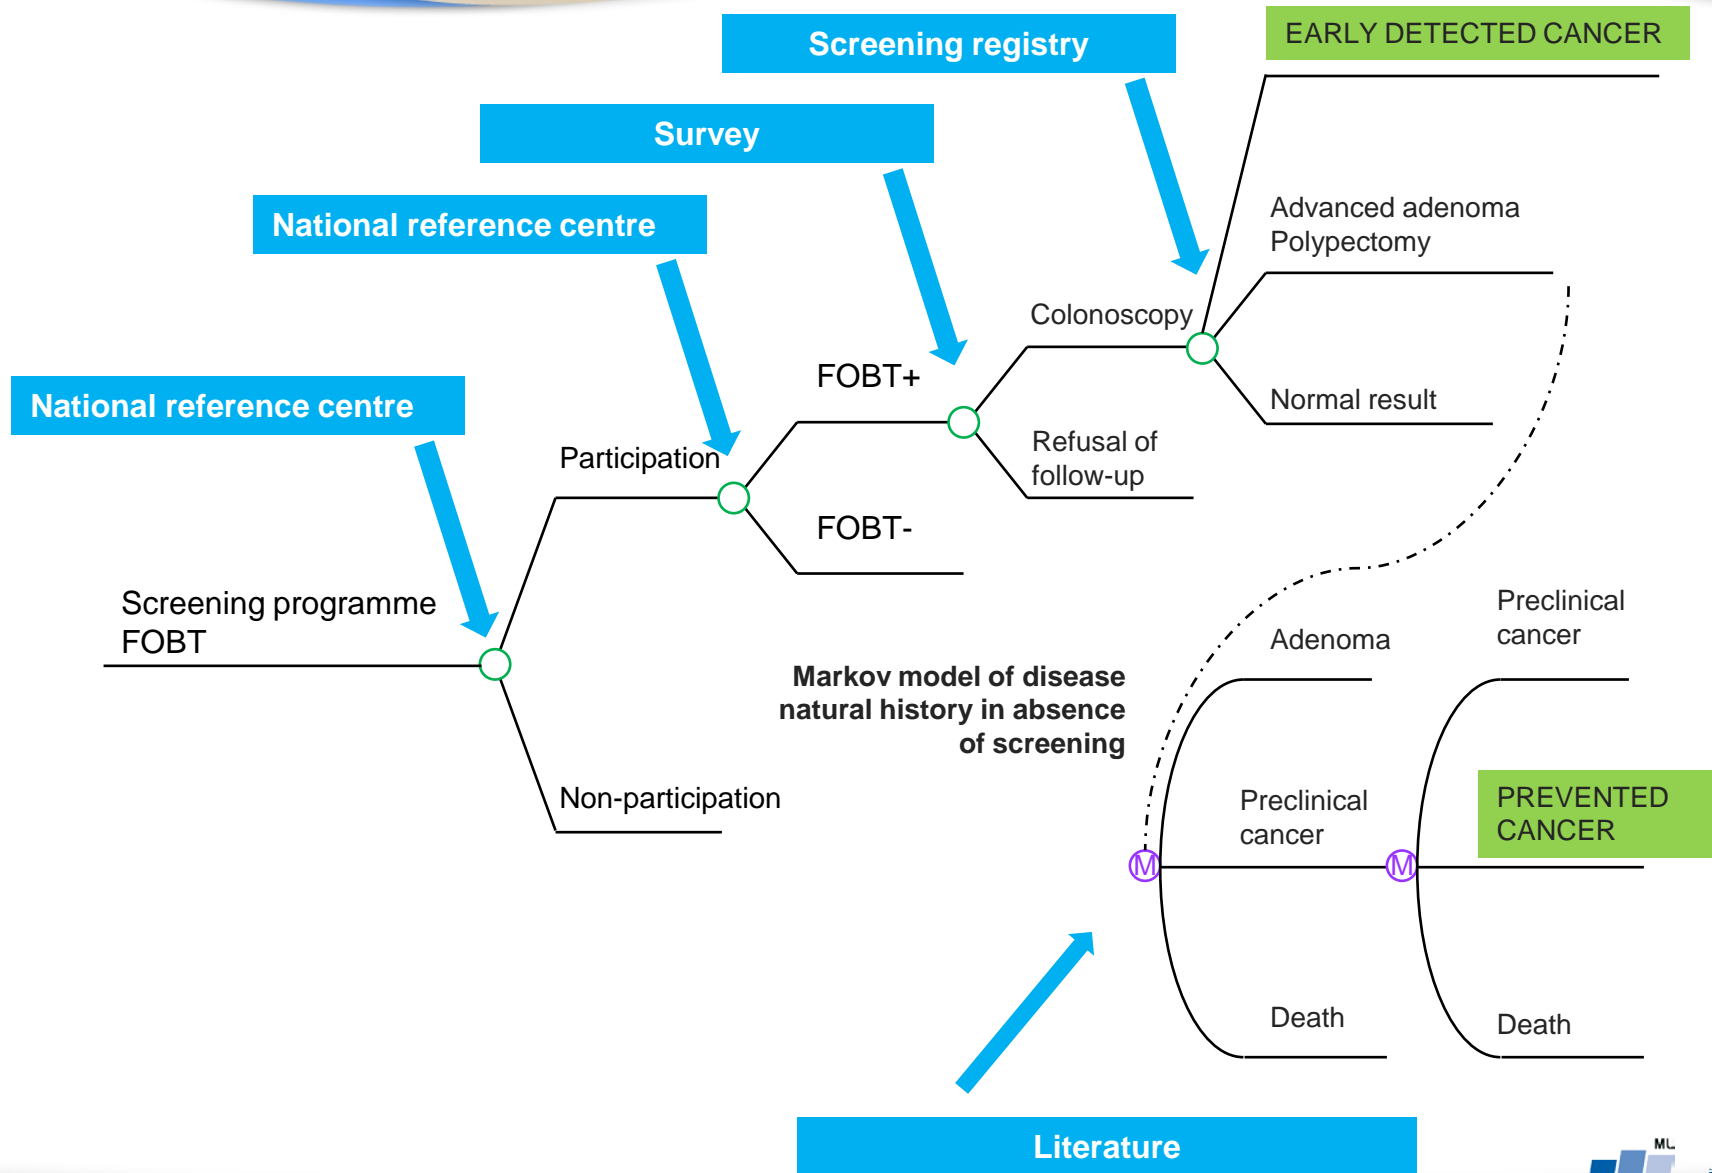 Screening registry
EARLY DETECTED CANCER
Survey
National reference centre
Advanced adenoma
Polypectomy
Colonoscopy
FOBT+
National reference centre
Normal result
Participation
Refusal of
follow-up
FOBT-
Screening programme
FOBT
Preclinical
cancer
Adenoma
Markov model of disease
natural history in absence
of screening
Non-participation
Preclinical
cancer
PREVENTED
CANCER
M
M
Death
Death
Literature
MU